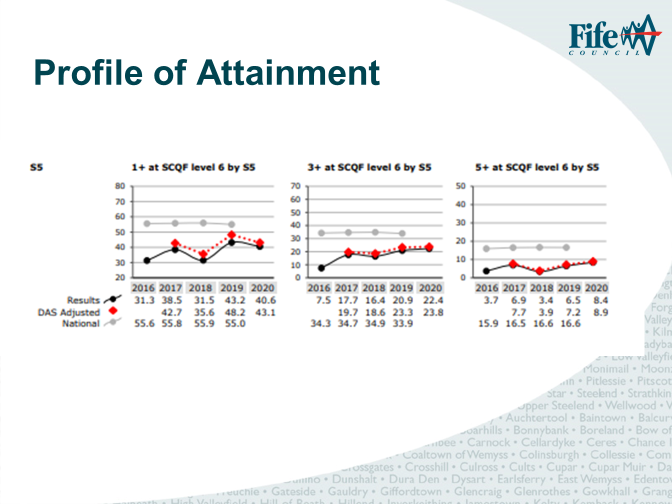 Fife
COUNCIL
Profile of Attainment
S5
1+ at SCQF level 6 by S5
3+ at SCQF level 6 by S5
5+ at SCQF level 6 by S5
80
70
60
50
40
30
20
70
60
50
40
30
20
10
0
50
40
30
20
10
0
2016 2017 2018 2019 2020
2016 2017 2018 2019 2020
2016 2017 2018 2019 2020
Results 31.3 38.5 31.5 43.2 40.6 7.5 17.7 16.4 20.9 22.4 3.7 6.9 3.4 6.5 8.4
DAS Adjusted 42.7 35.6 48.2 43.1 19.7 18.6 23.3 23.8 7.7 3.9 7.2 8.9
National 55.6 55.8 55.9 55.0 34.3 34.7 34.9 33.9 15.9 16.5 16.6 16.6
Monimail •
• Pitlessie • Pitscot
Star • Steelend • Strathkin
Upper Steelend • Wellwood •
• Auchtertool • Baintown • Balcur
• Bonnybank • Boreland • Bow of
• Carnock • Cellardyke • Ceres • Chance
Coaltown of Wemyss • Colinsburgh • Collessie • Com
• Crosshill • Culross • Cults • Cupar • Cupar Muir • Da
• Dunshalt • Dura Den • Dysart • Earlsferry • East Wemyss •
• Gateside • Gauldry • Giffordtown • Glencraig • Glenrothes • Gowkhall •